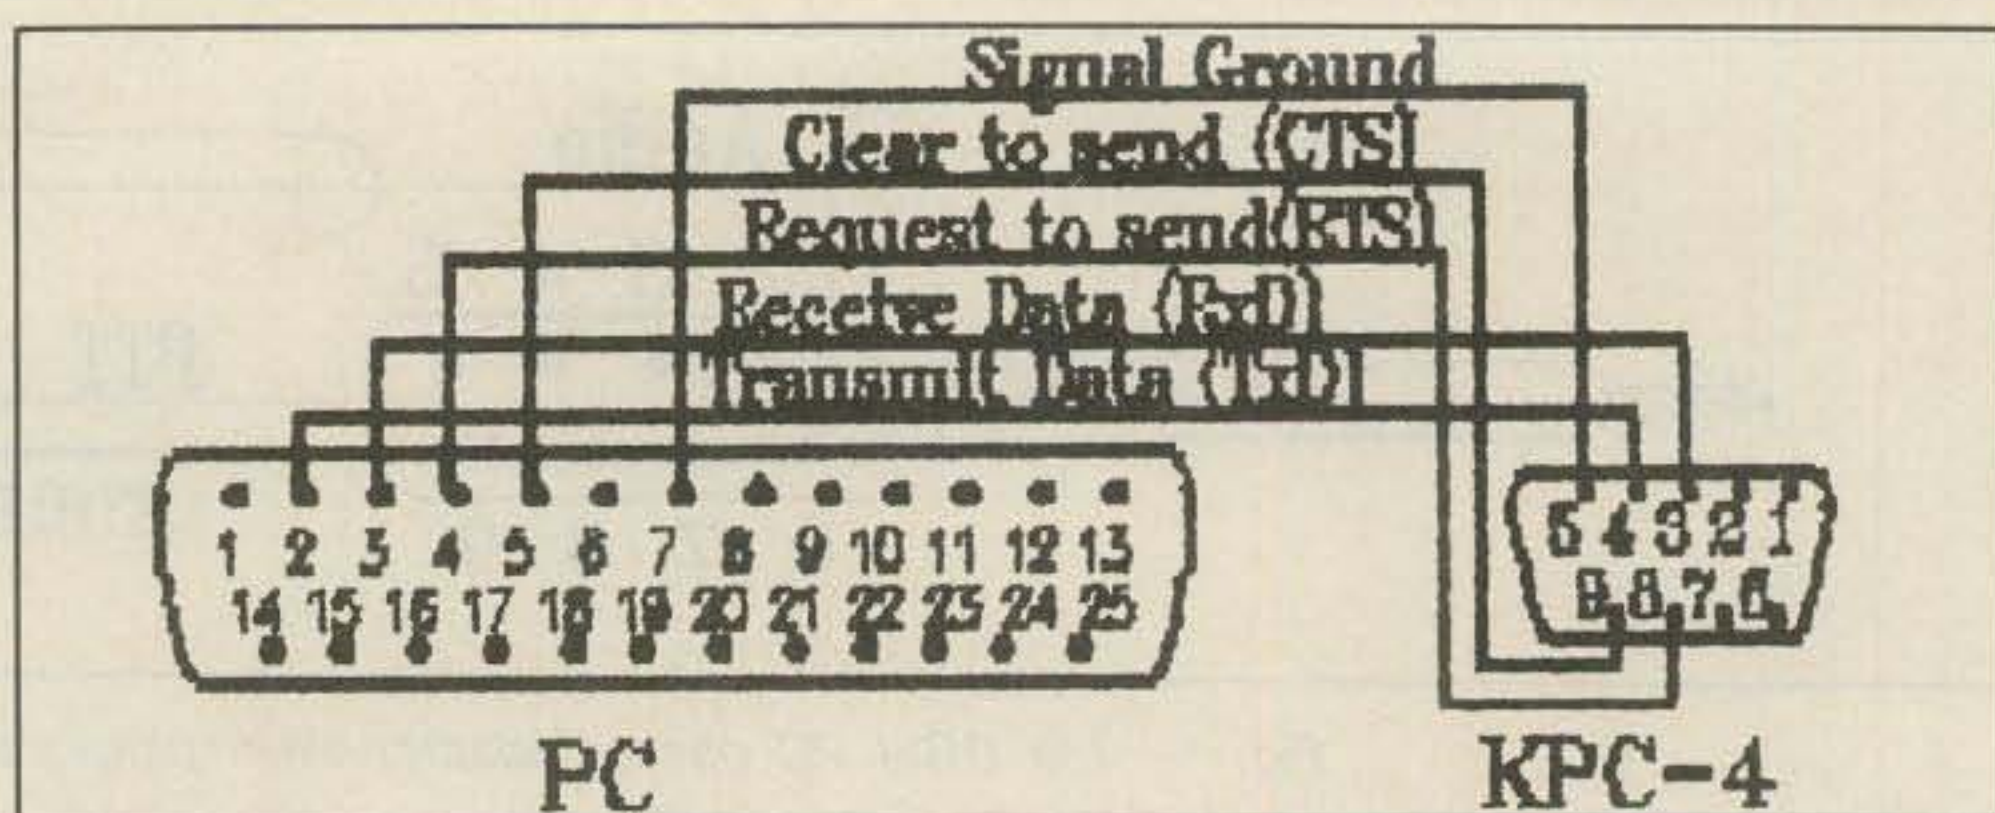 Signal Ground
Clear to send (CTS)
Request to send(RTS)
Receive Data (RxD)
Transmit Data (TxD)
1 2 3 4 5 6 7 8 9 10 11 12 13
14 15 16 17 18 19 20 21 22 23 24 25
5 4 3 2 1
9 8 7 6
PC
KPC-4